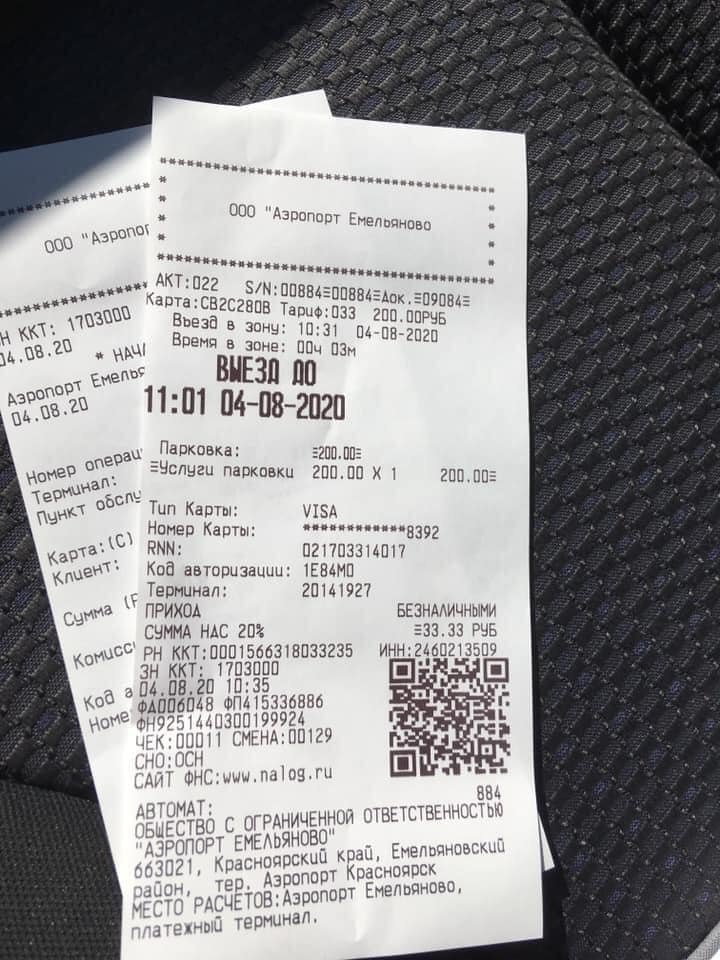 ООО "Аэропорт Емельяново
АКТ:022 S/N:00884≡00884≡Док.≡09084≡
Карта:CB2C280B Тариф:033 200.00РУБ
Въезд в зону: 10:31 04-08-2020
Время в зоне: 00ч 03м
ВЫЕЗД ДО
11:01 04-08-2020
Парковка: ≡200.00≡
≡Услуги парковки 200.00 X 1 200.00≡
Тип Карты: VISA
Номер Карты: ************8392
RNN: 021703314017
Код авторизации: 1E84M0
Терминал: 20141927
ПРИХОД БЕЗНАЛИЧНЫМИ
СУММА НДС 20% ≡33.33 РУБ
РН ККТ:0001566318033235 ИНН:2460213509
ЗН ККТ: 1703000
04.08.20 10:35
ФД006048 ФП415336886
ФН9251440300199924
ЧЕК:00011 СМЕНА:00129
СНО:ОСН
САЙТ ФНС:www.nalog.ru
АВТОМАТ: 884
ОБЩЕСТВО С ОГРАНИЧЕННОЙ ОТВЕТСТВЕННОСТЬЮ
"АЭРОПОРТ ЕМЕЛЬЯНОВО"
663021, Красноярский край, Емельяновский
район, тер. Аэропорт Красноярск
МЕСТО РАСЧЕТОВ:Аэропорт Емельяново,
платежный терминал.
ООО "Аэропор
Н ККТ: 1703000
04.08.20
* НАЧА
Аэропорт Емелья
04.08.20
Номер операц
Терминал:
Пункт обслу
Карта:(С)
Клиент:
Сумма (Р
Комисс
Код а
Номе